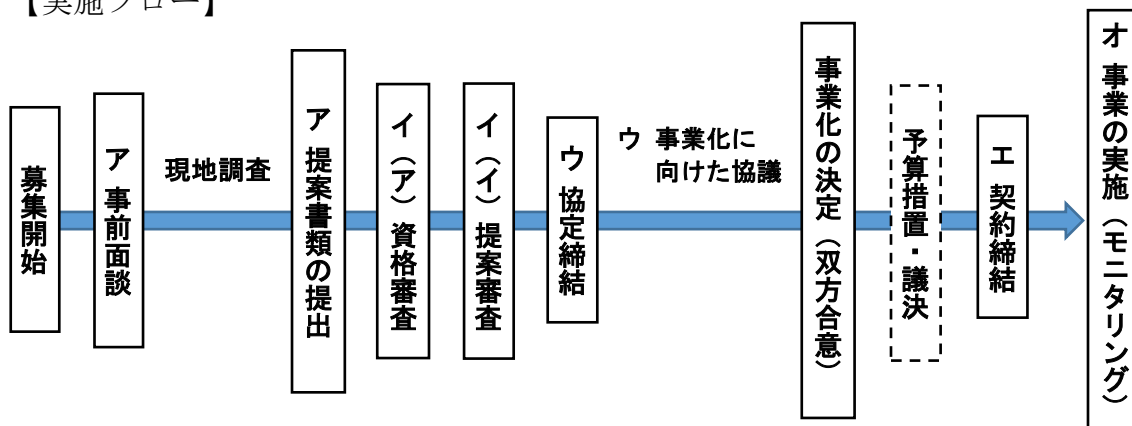 【実施フロー】
募集開始
ア 事前面談
現地調査
ア 提案書類の提出
イ（ア）資格審査
イ（イ）提案審査
ウ 協定締結
ウ 事業化に
向けた協議
事業化の決定（双方合意）
予算措置・議決
エ 契約締結
オ 事業の実施（モニタリング）